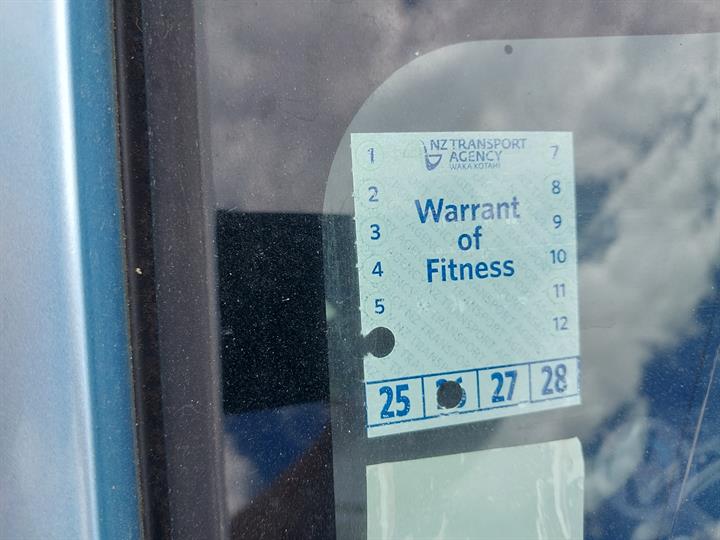 NZ TRANSPORT
AGENCY
WAKA KOTAHI
Warrant
of
Fitness
1
2
3
4
5
7
8
9
10
11
12
25 26 27 28